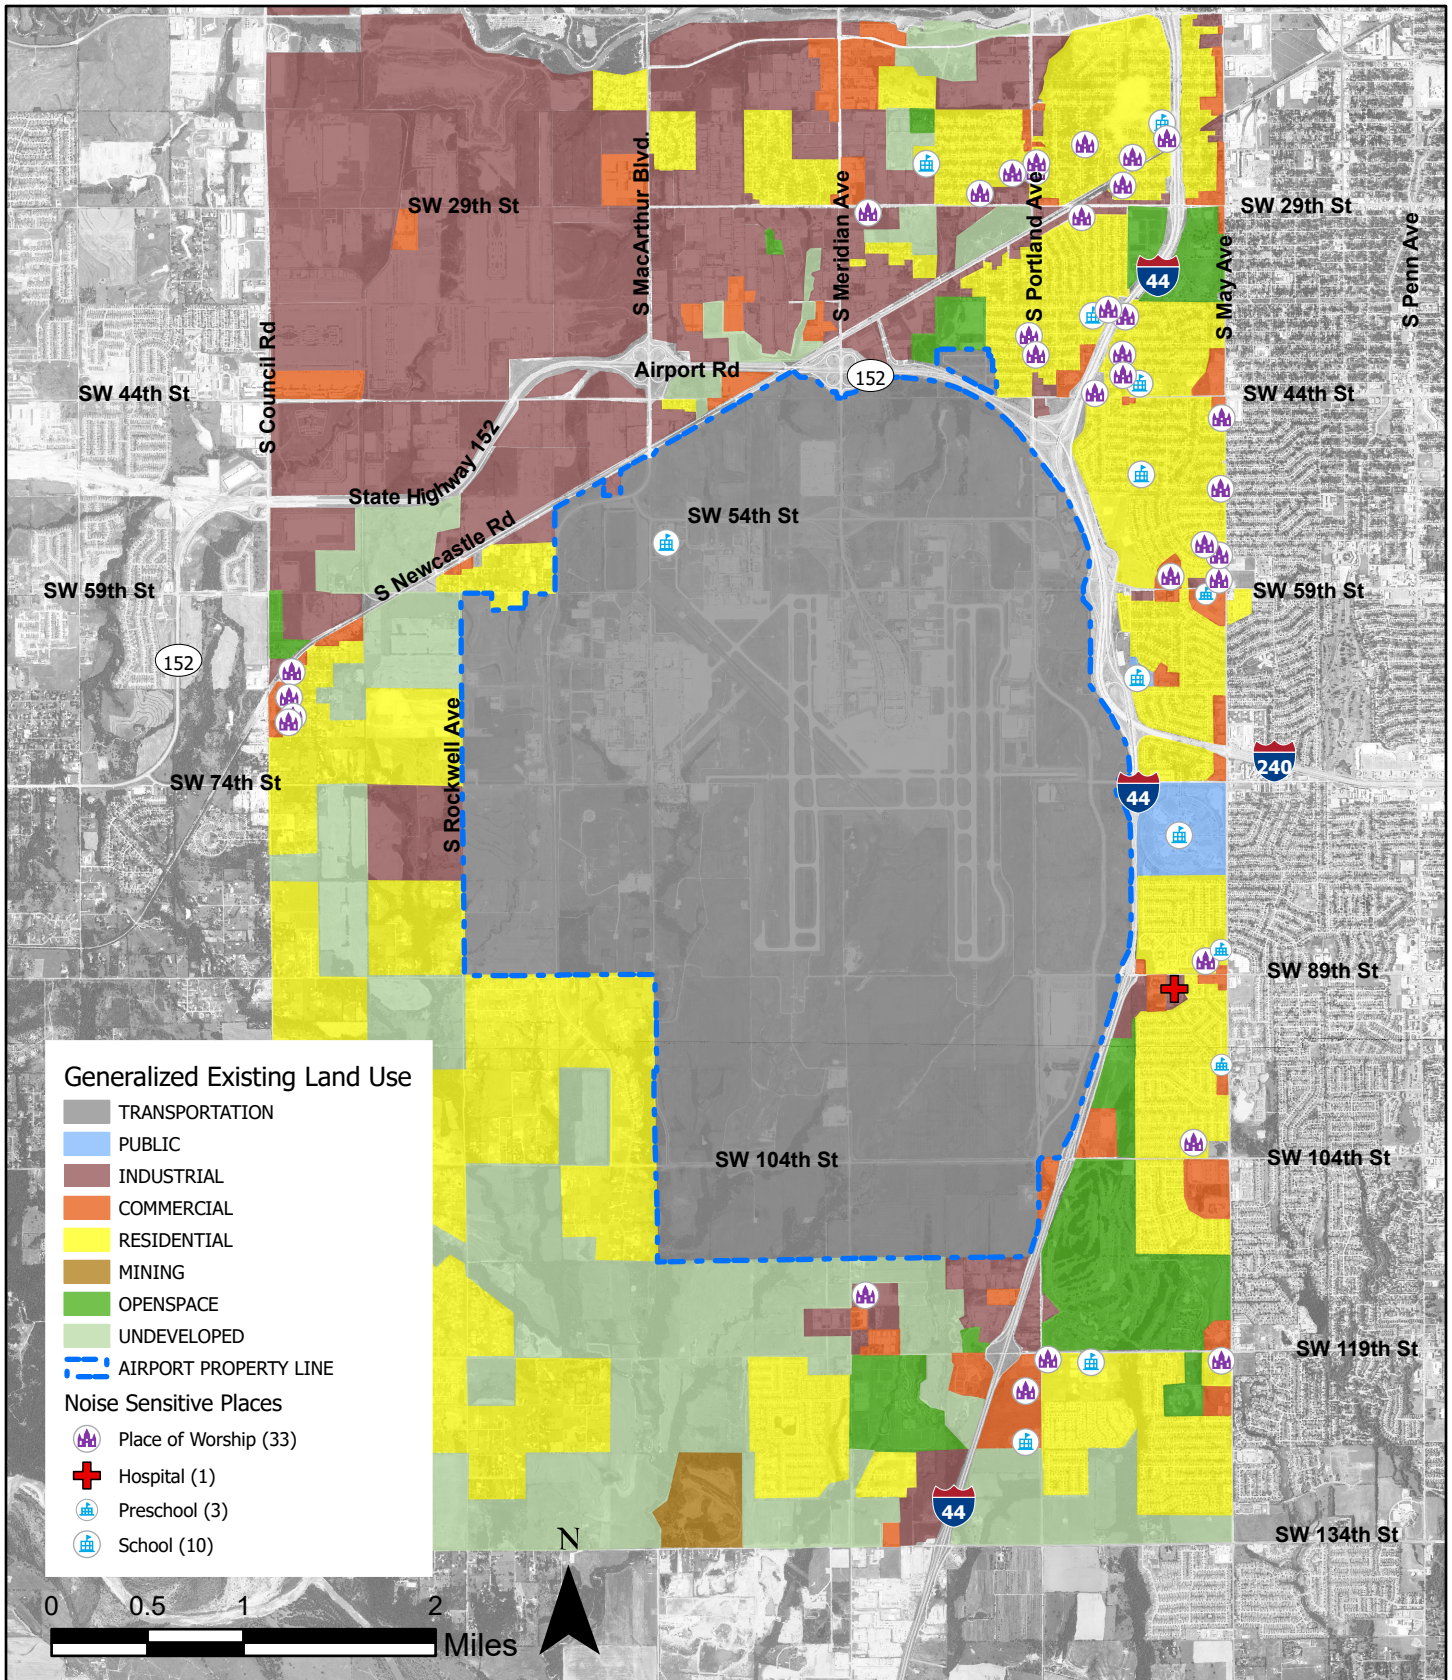 SW 29th St
SW 29th St
S MacArthur Blvd.
S Meridian Ave
S Portland Ave
S May Ave
S Penn Ave
44
S Council Rd
Airport Rd
152
SW 44th St
SW 44th St
State Highway 152
SW 54th St
S Newcastle Rd
SW 59th St
SW 59th St
152
S Rockwell Ave
SW 74th St
240
44
SW 89th St
SW 104th St
SW 104th St
SW 119th St
44
SW 134th St
Generalized Existing Land Use
TRANSPORTATION
PUBLIC
INDUSTRIAL
COMMERCIAL
RESIDENTIAL
MINING
OPENSPACE
UNDEVELOPED
AIRPORT PROPERTY LINE
Noise Sensitive Places
Place of Worship (33)
Hospital (1)
Preschool (3)
School (10)
N
0 0.5 1 2
Miles